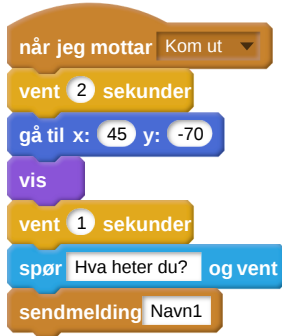 når jeg mottar Kom ut
vent 2 sekunder
gå til x: 45 y: -70
vis
vent 1 sekunder
spør Hva heter du? og vent
sendmelding Navn1